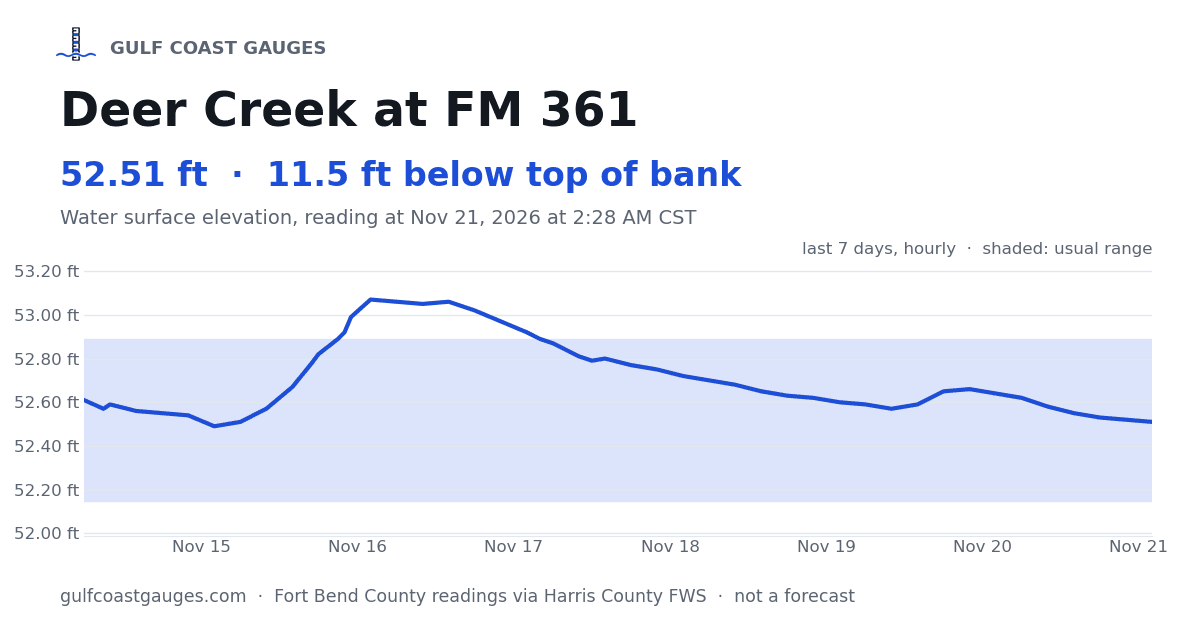 GULF COAST GAUGES
Deer Creek at FM 361
52.51 ft · 11.5 ft below top of bank
Water surface elevation, reading at Nov 21, 2026 at 2:28 AM CST
last 7 days, hourly · shaded: usual range
53.20 ft
53.00 ft
52.80 ft
52.60 ft
52.40 ft
52.20 ft
52.00 ft
Nov 15 Nov 16 Nov 17 Nov 18 Nov 19 Nov 20 Nov 21
gulfcoastgauges.com · Fort Bend County readings via Harris County FWS · not a forecast